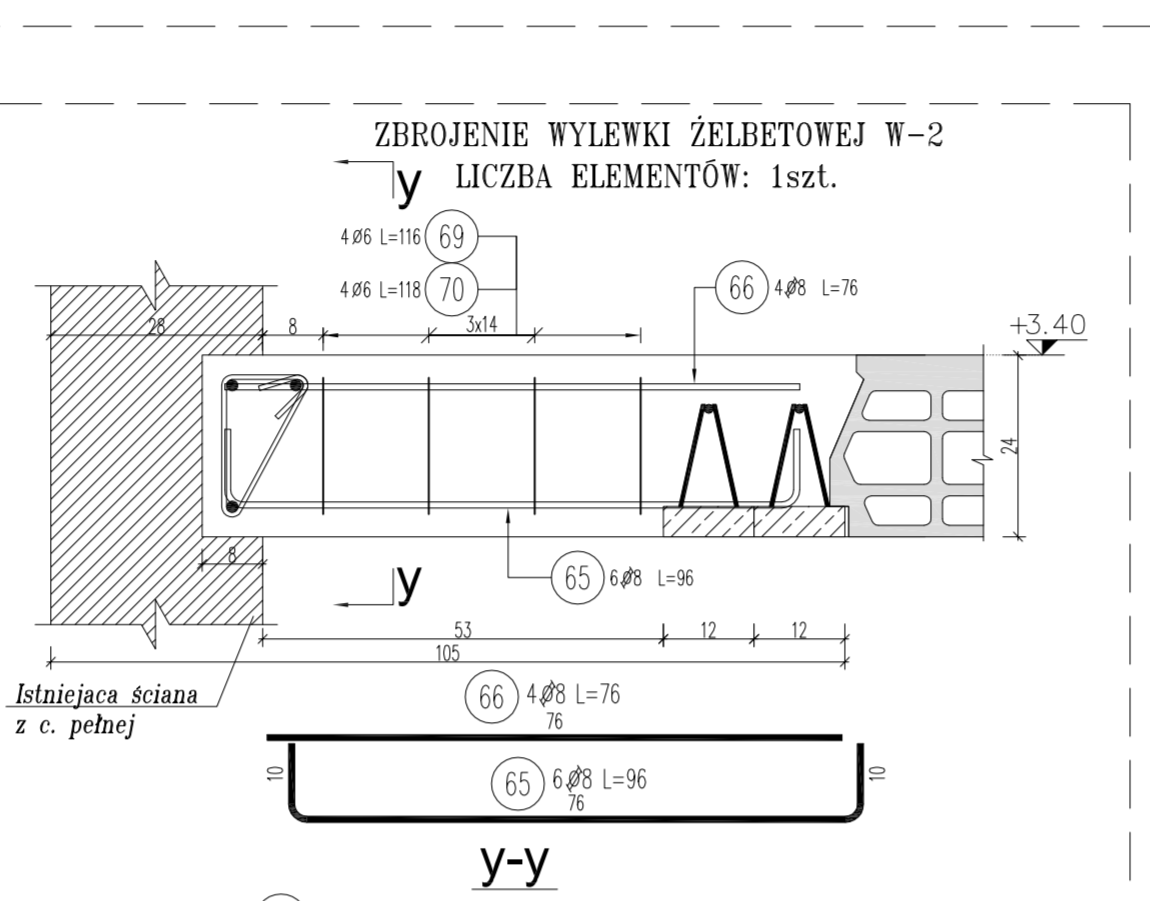 ZBROJENIE WYLEWKI ŻELBETOWEJ W-2
LICZBA ELEMENTÓW: 1szt.
y
4Ø6 L=116 69
4Ø6 L=118 70
66 4Ø8 L=76
+3.40
28 8 3x14
24
8
65 6Ø8 L=96
y
53 12 12
105
Istniejaca ściana
z c. pełnej
66 4Ø8 L=76
76
10 65 6Ø8 L=96 10
76
y-y